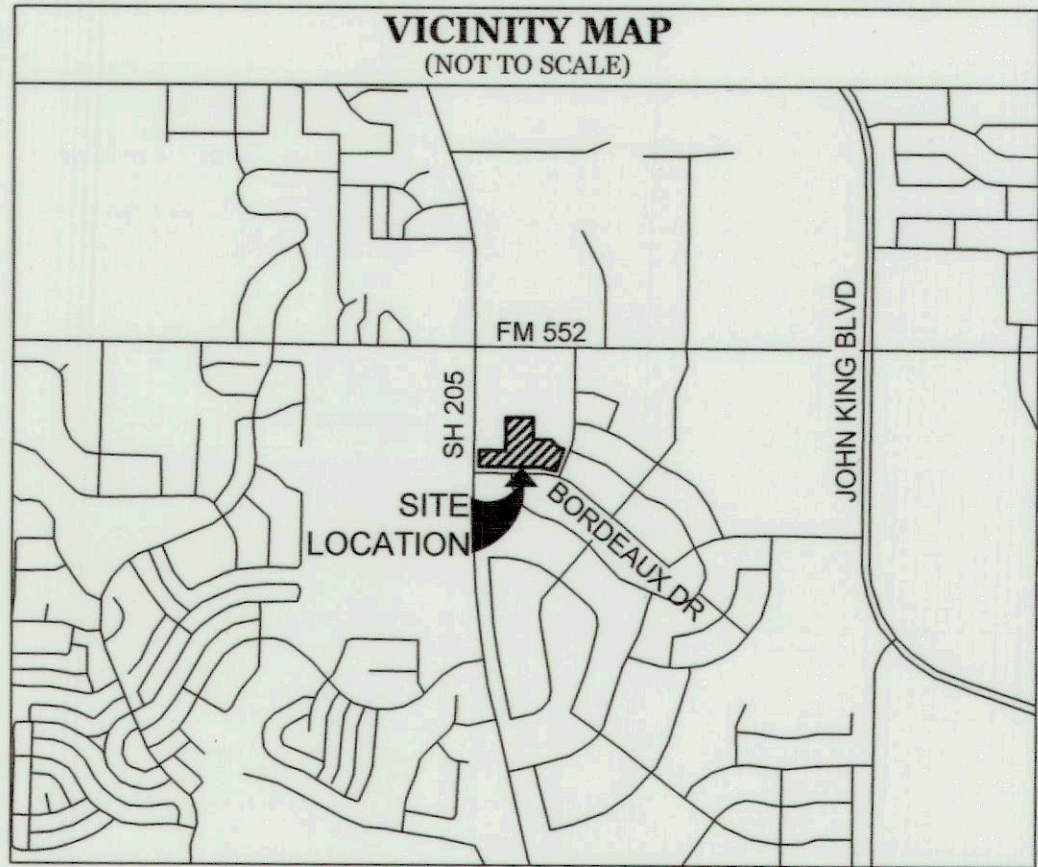 VICINITY MAP
(NOT TO SCALE)
FM 552
SH 205
JOHN KING BLVD
SITE
LOCATION
BORDEAUX DR